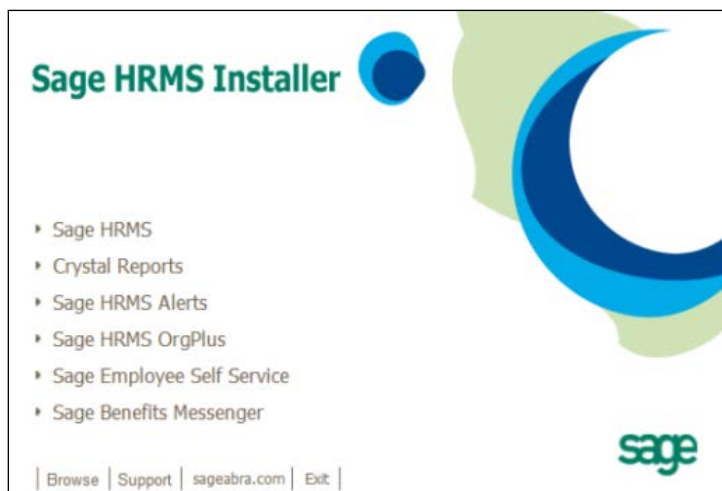 Sage HRMS Installer
Sage HRMS
Crystal Reports
Sage HRMS Alerts
Sage HRMS OrgPlus
Sage Employee Self Service
Sage Benefits Messenger
sage
| Browse | Support | sageabra.com | Exit |